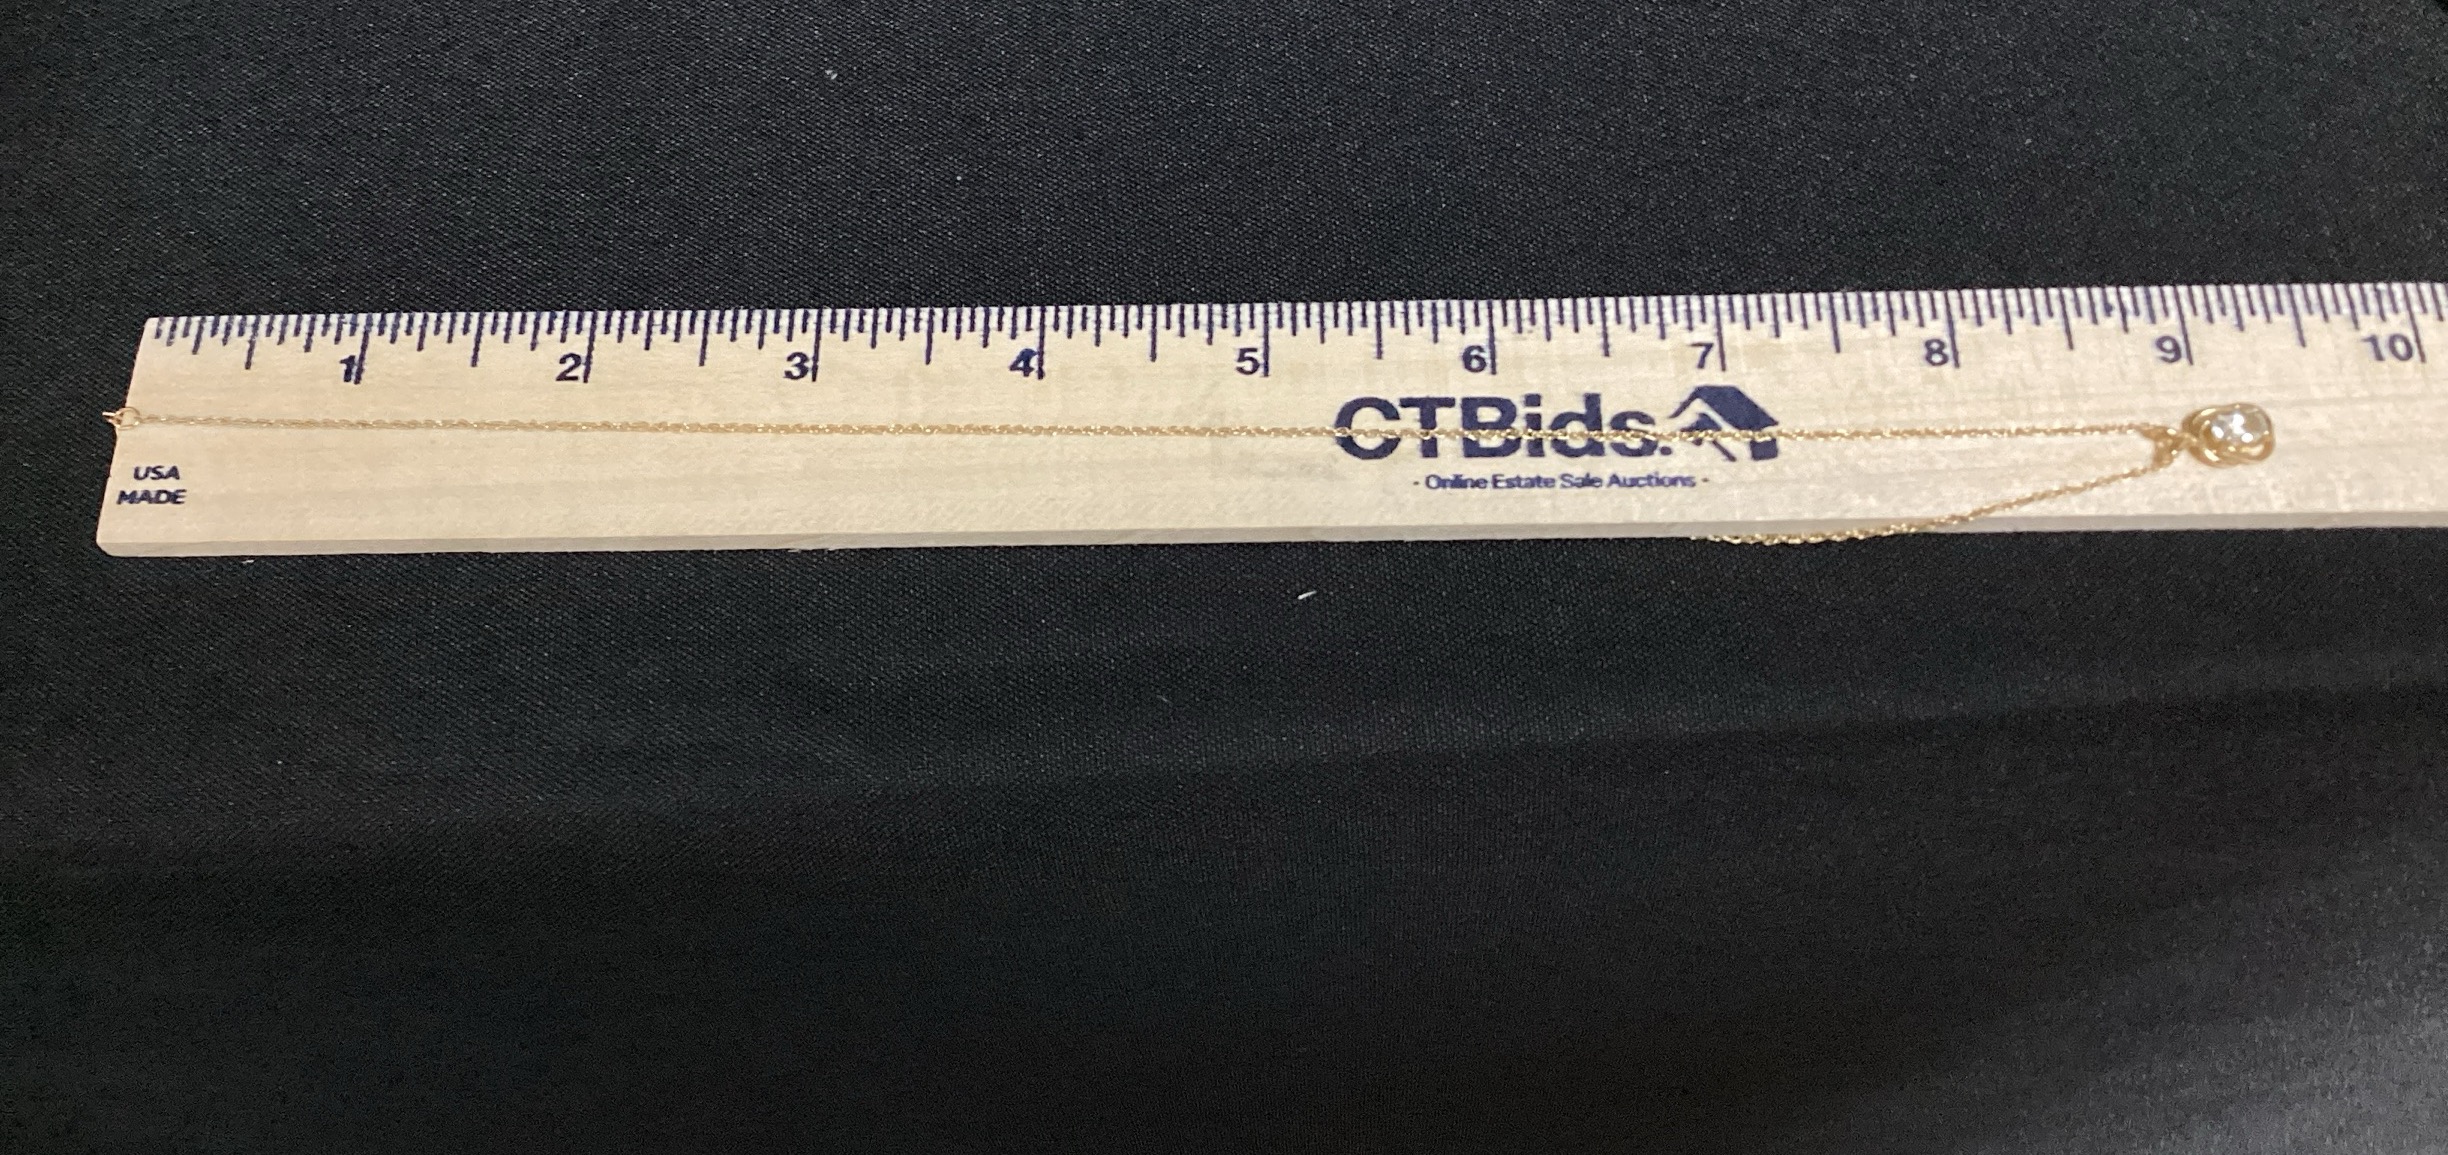 1 2 3 4 5 6 7 8 9 10
CTBids.
- Online Estate Sale Auctions -
USA
MADE